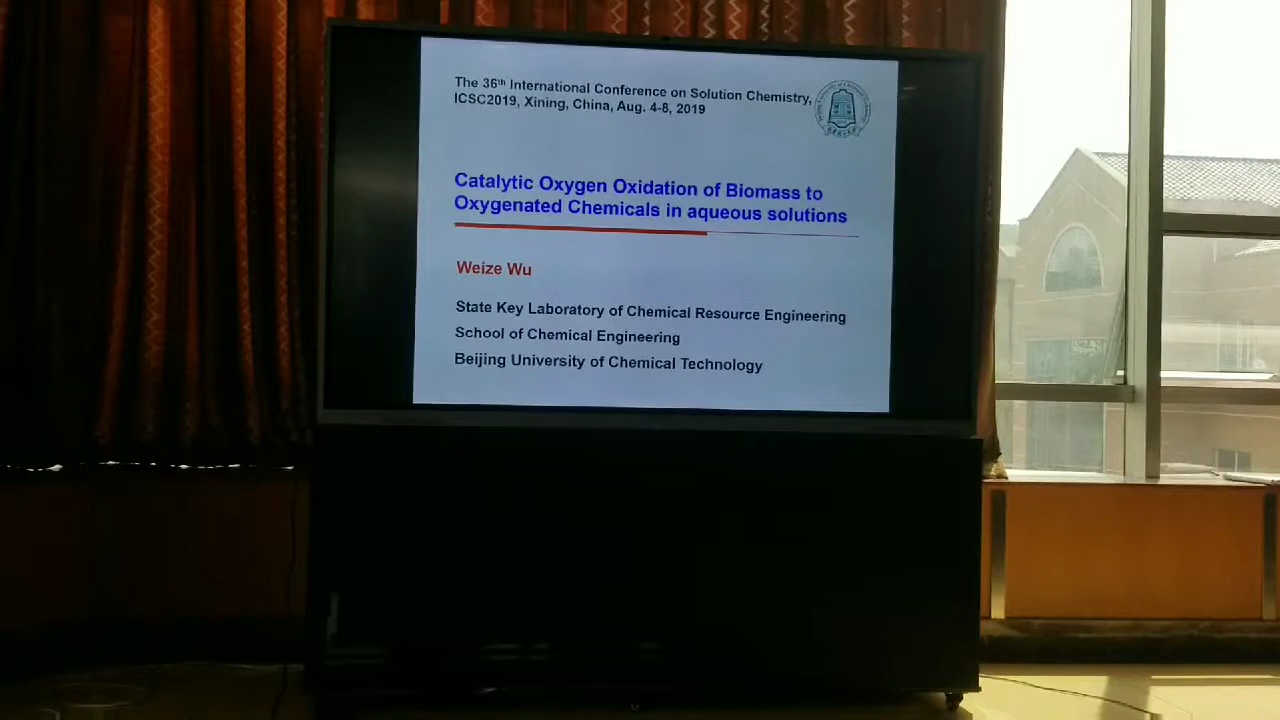 The 36th International Conference on Solution Chemistry,
ICSC2019, Xining, China, Aug. 4-8, 2019
Catalytic Oxygen Oxidation of Biomass to
Oxygenated Chemicals in aqueous solutions
Weize Wu
State Key Laboratory of Chemical Resource Engineering
School of Chemical Engineering
Beijing University of Chemical Technology